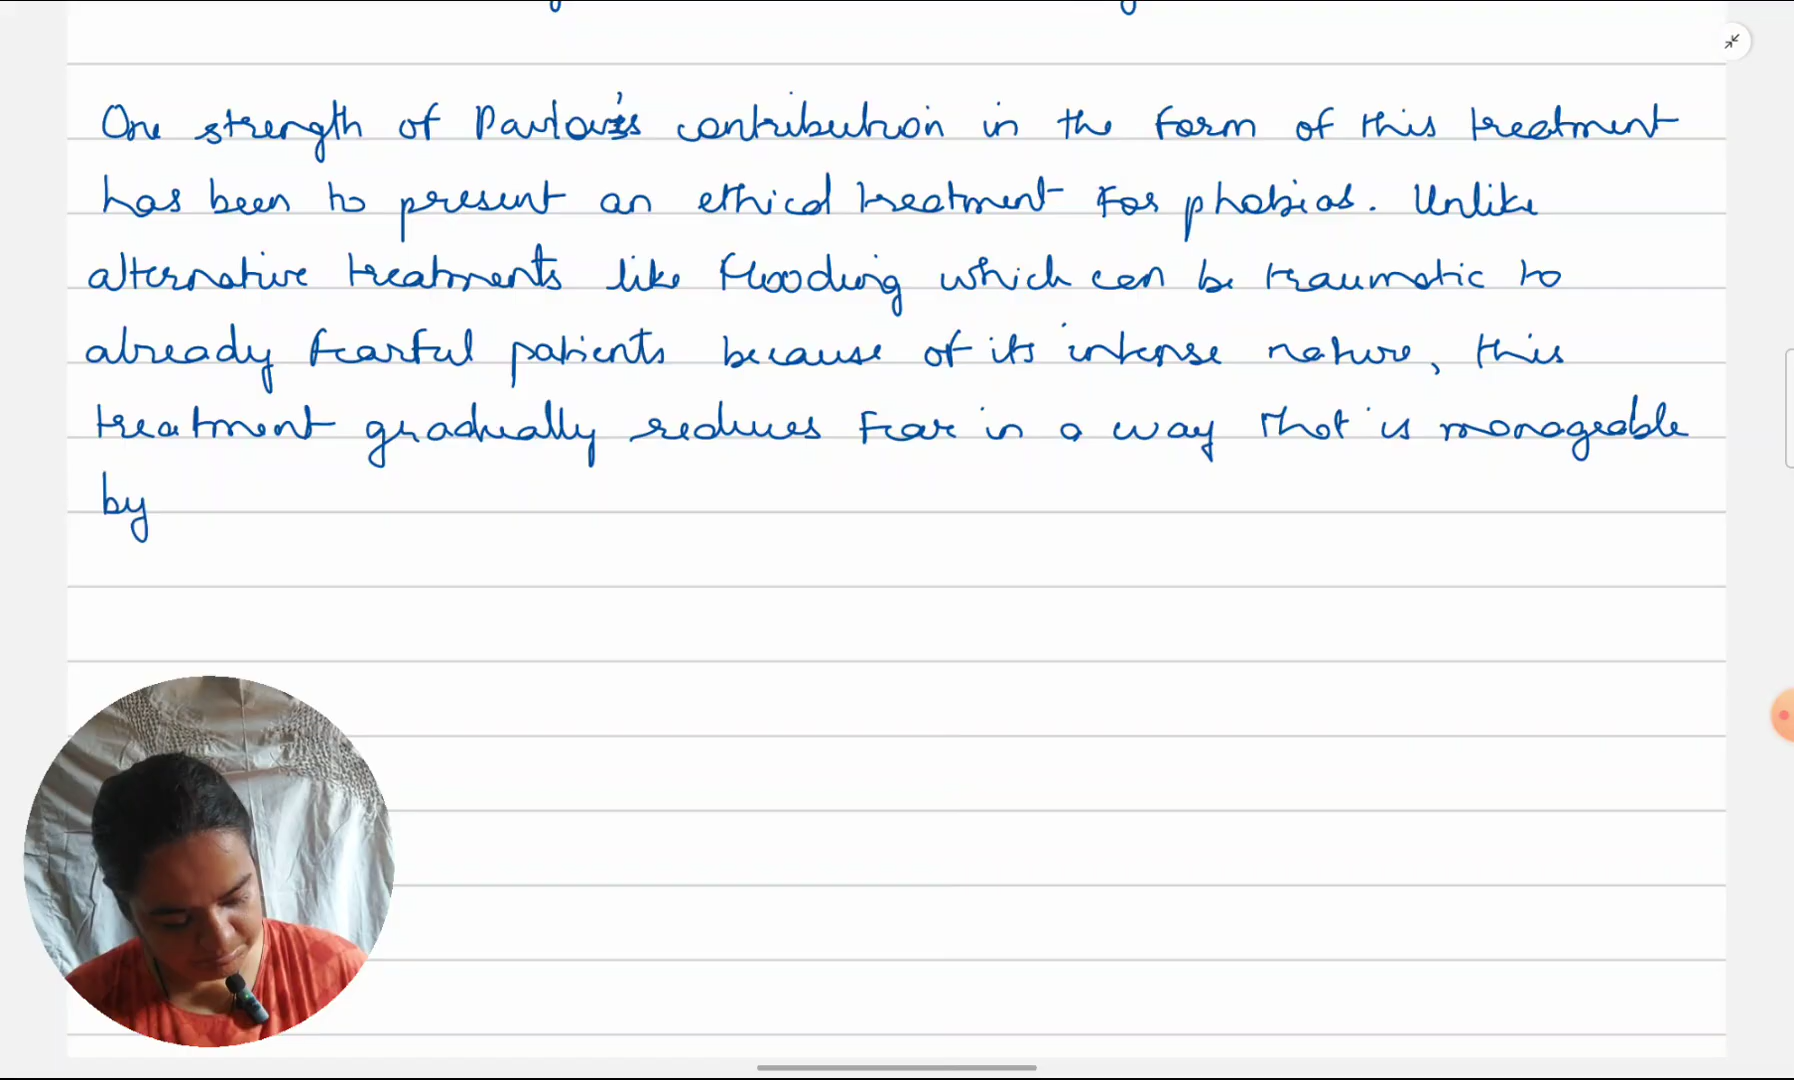 One strength of Pavlov's contribution in the form of this treatment
has been to present an ethical treatment for phobias. Unlike
alternative treatments like flooding which can be traumatic to
already fearful patients because of its intense nature, this
treatment gradually reduces fear in a way that is manageable
by